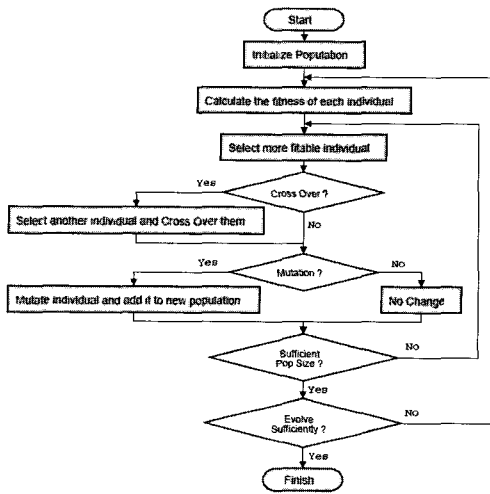 Start
Initialize Population
Calculate the fitness of each individual
Select more fitable individual
Yes
Cross Over ?
Select another individual and Cross Over them
No
Yes
Mutation ?
No
Mutate individual and add it to new population
No Change
Sufficient
Pop Size ?
No
Yes
Evolve
Sufficiently ?
No
Yes
Finish